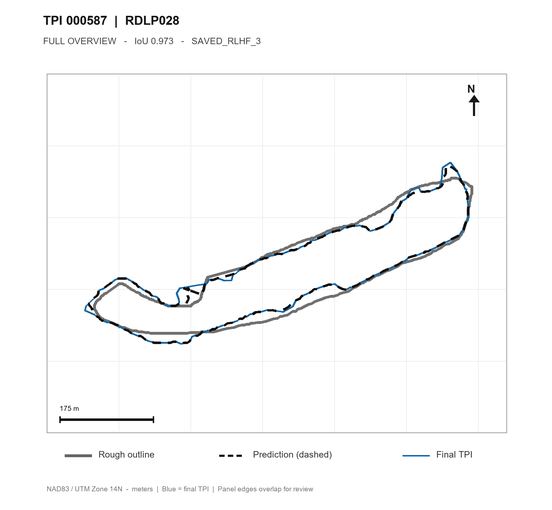 TPI 000587 | RDLP028
FULL OVERVIEW - IoU 0.973 - SAVED_RLHF_3
N
175 m
Rough outline
Prediction (dashed)
Final TPI
NAD83 / UTM Zone 14N - meters | Blue = final TPI | Panel edges overlap for review